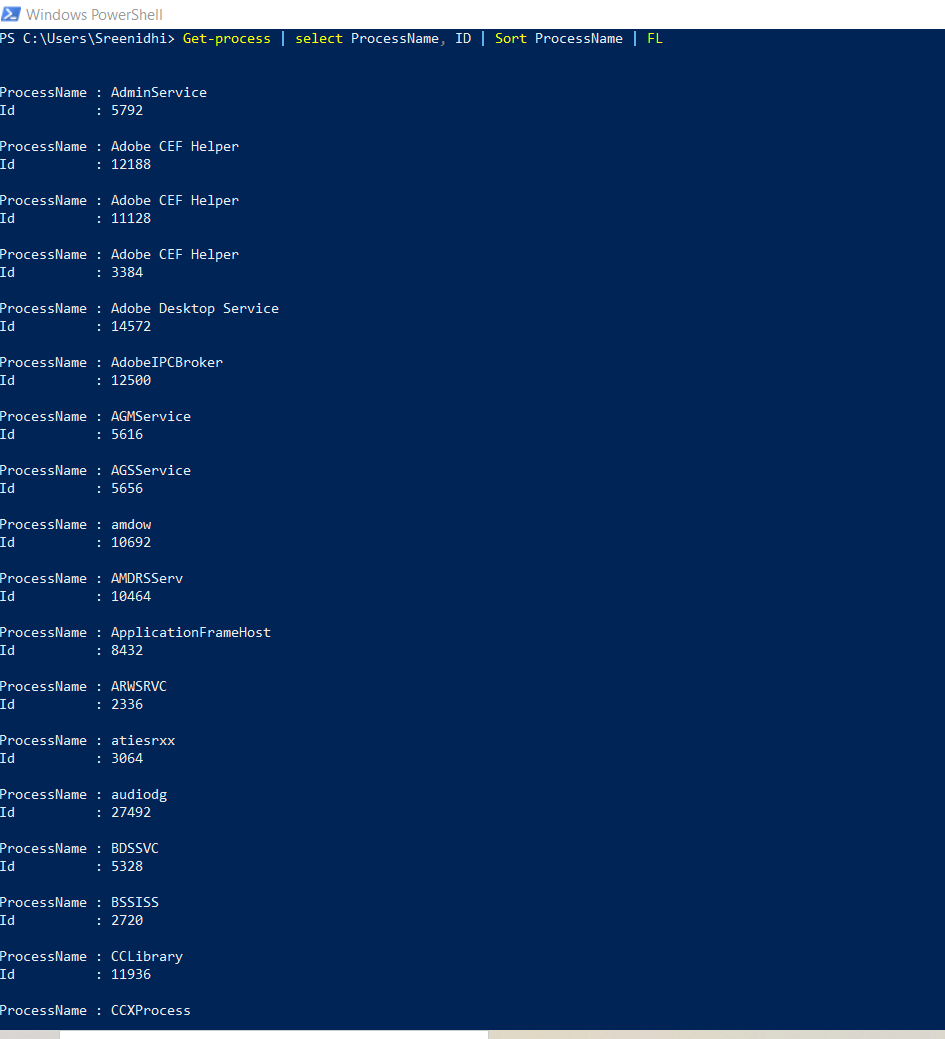 Windows PowerShell
PS C:\Users\Sreenidhi> Get-process | select ProcessName, ID | Sort ProcessName | FL
ProcessName : AdminService
Id          : 5792
ProcessName : Adobe CEF Helper
Id          : 12188
ProcessName : Adobe CEF Helper
Id          : 11128
ProcessName : Adobe CEF Helper
Id          : 3384
ProcessName : Adobe Desktop Service
Id          : 14572
ProcessName : AdobeIPCBroker
Id          : 12500
ProcessName : AGMService
Id          : 5616
ProcessName : AGSService
Id          : 5656
ProcessName : amdow
Id          : 10692
ProcessName : AMDRSServ
Id          : 10464
ProcessName : ApplicationFrameHost
Id          : 8432
ProcessName : ARWSRVC
Id          : 2336
ProcessName : atiesrxx
Id          : 3064
ProcessName : audiodg
Id          : 27492
ProcessName : BDSSVC
Id          : 5328
ProcessName : BSSISS
Id          : 2720
ProcessName : CCLibrary
Id          : 11936
ProcessName : CCXProcess